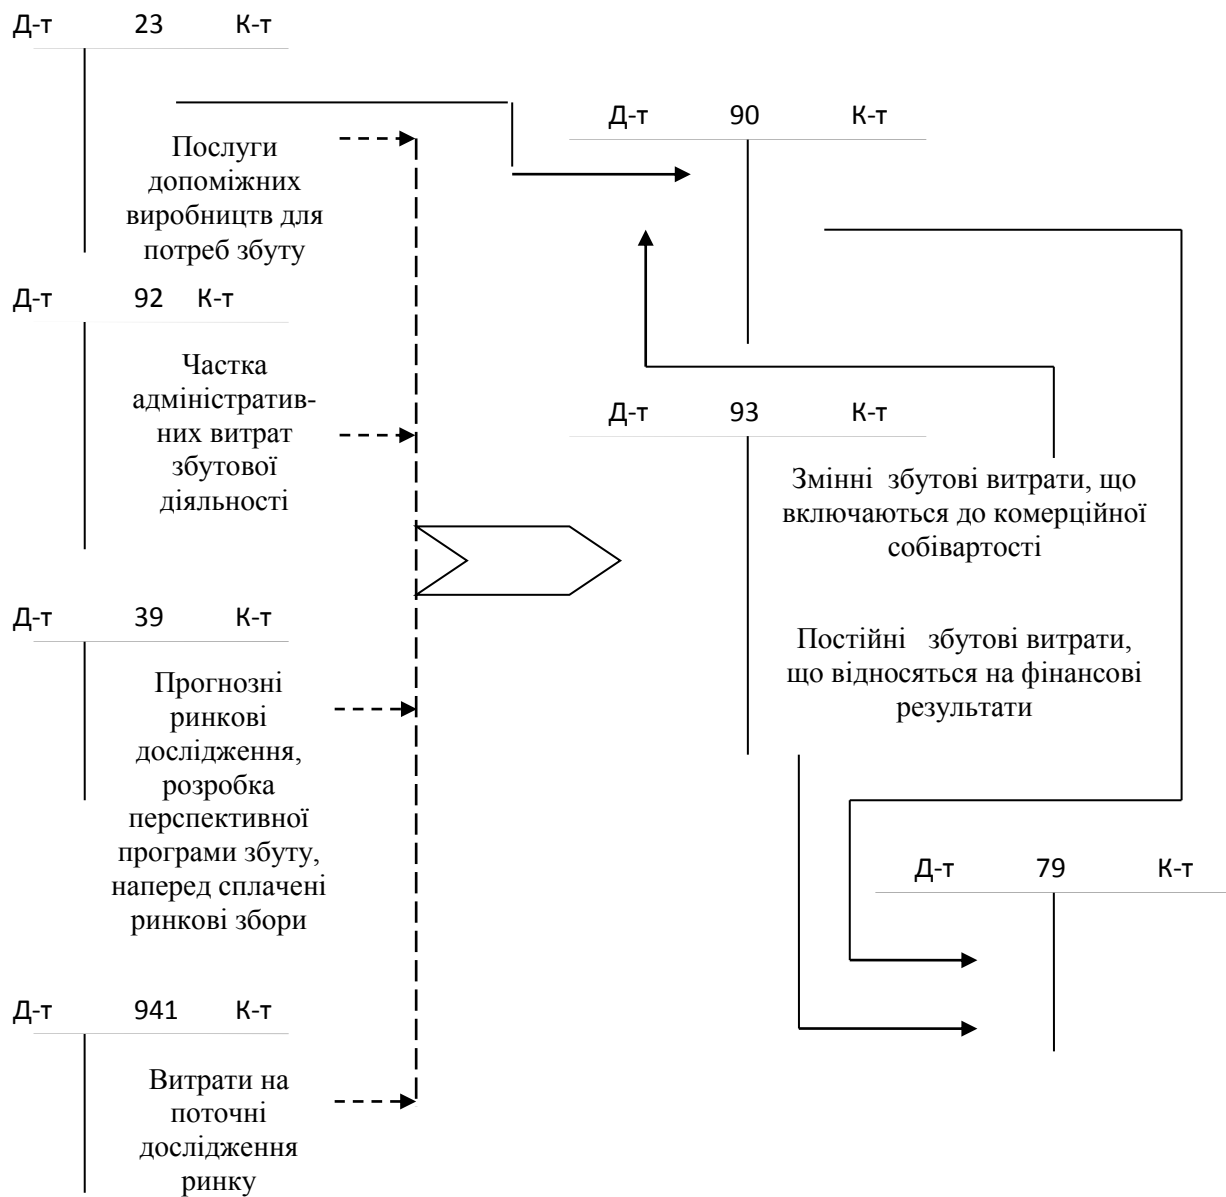 Д-т 23 К-т
Послуги
допоміжних
виробництв для
потреб збуту
Д-т 92 К-т
Частка
адміністратив-
них витрат
збутової
діяльності
Д-т 39 К-т
Прогнозні
ринкові
дослідження,
розробка
перспективної
програми збуту,
наперед сплачені
ринкові збори
Д-т 941 К-т
Витрати на
поточні
дослідження
ринку
Д-т 90 К-т
Д-т 93 К-т
Змінні збутові витрати, що
включаються до комерційної
собівартості
Постійні збутові витрати,
що відносяться на фінансові
результати
Д-т 79 К-т